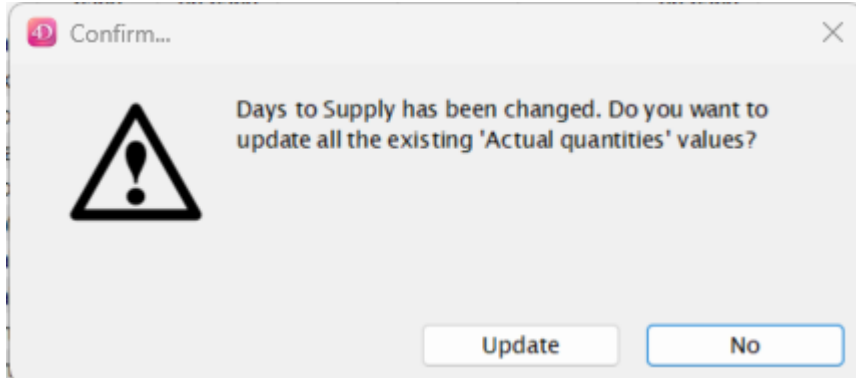 4D Confirm...
Days to Supply has been changed. Do you want to
update all the existing 'Actual quantities' values?
Update No